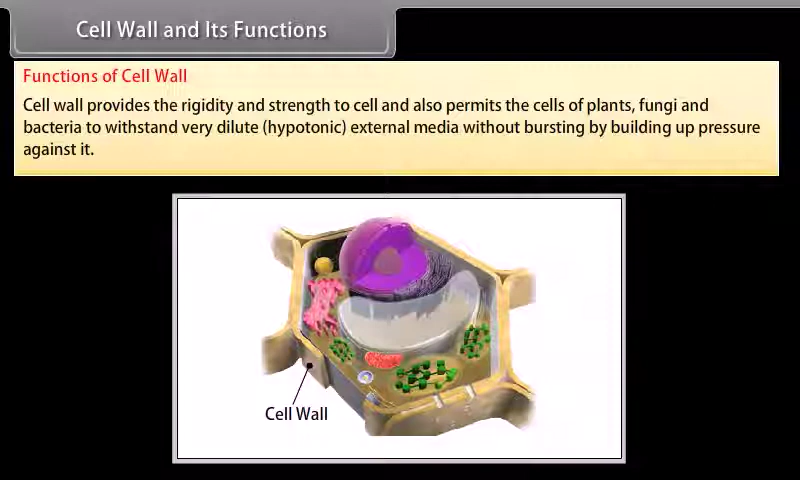 Cell Wall and Its Functions
Functions of Cell Wall
Cell wall provides the rigidity and strength to cell and also permits the cells of plants, fungi and
bacteria to withstand very dilute (hypotonic) external media without bursting by building up pressure
against it.
Cell Wall